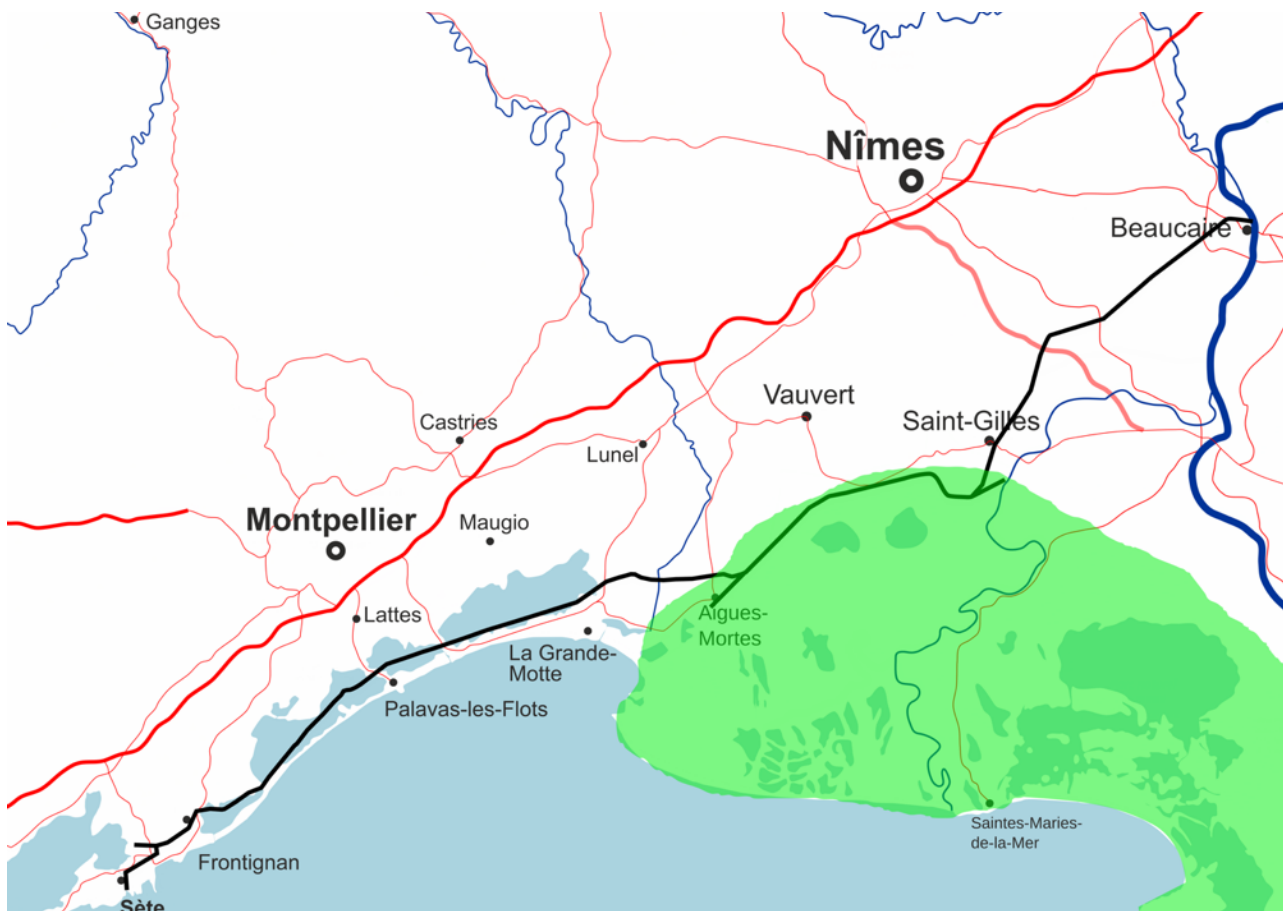 Ganges
Nîmes
Beaucaire
Vauvert
Castries
Saint-Gilles
Lunel
Montpellier
Maugio
Lattes
Aigues-
Mortes
La Grande-
Motte
Palavas-les-Flots
Saintes-Maries-
de-la-Mer
Frontignan
Sète